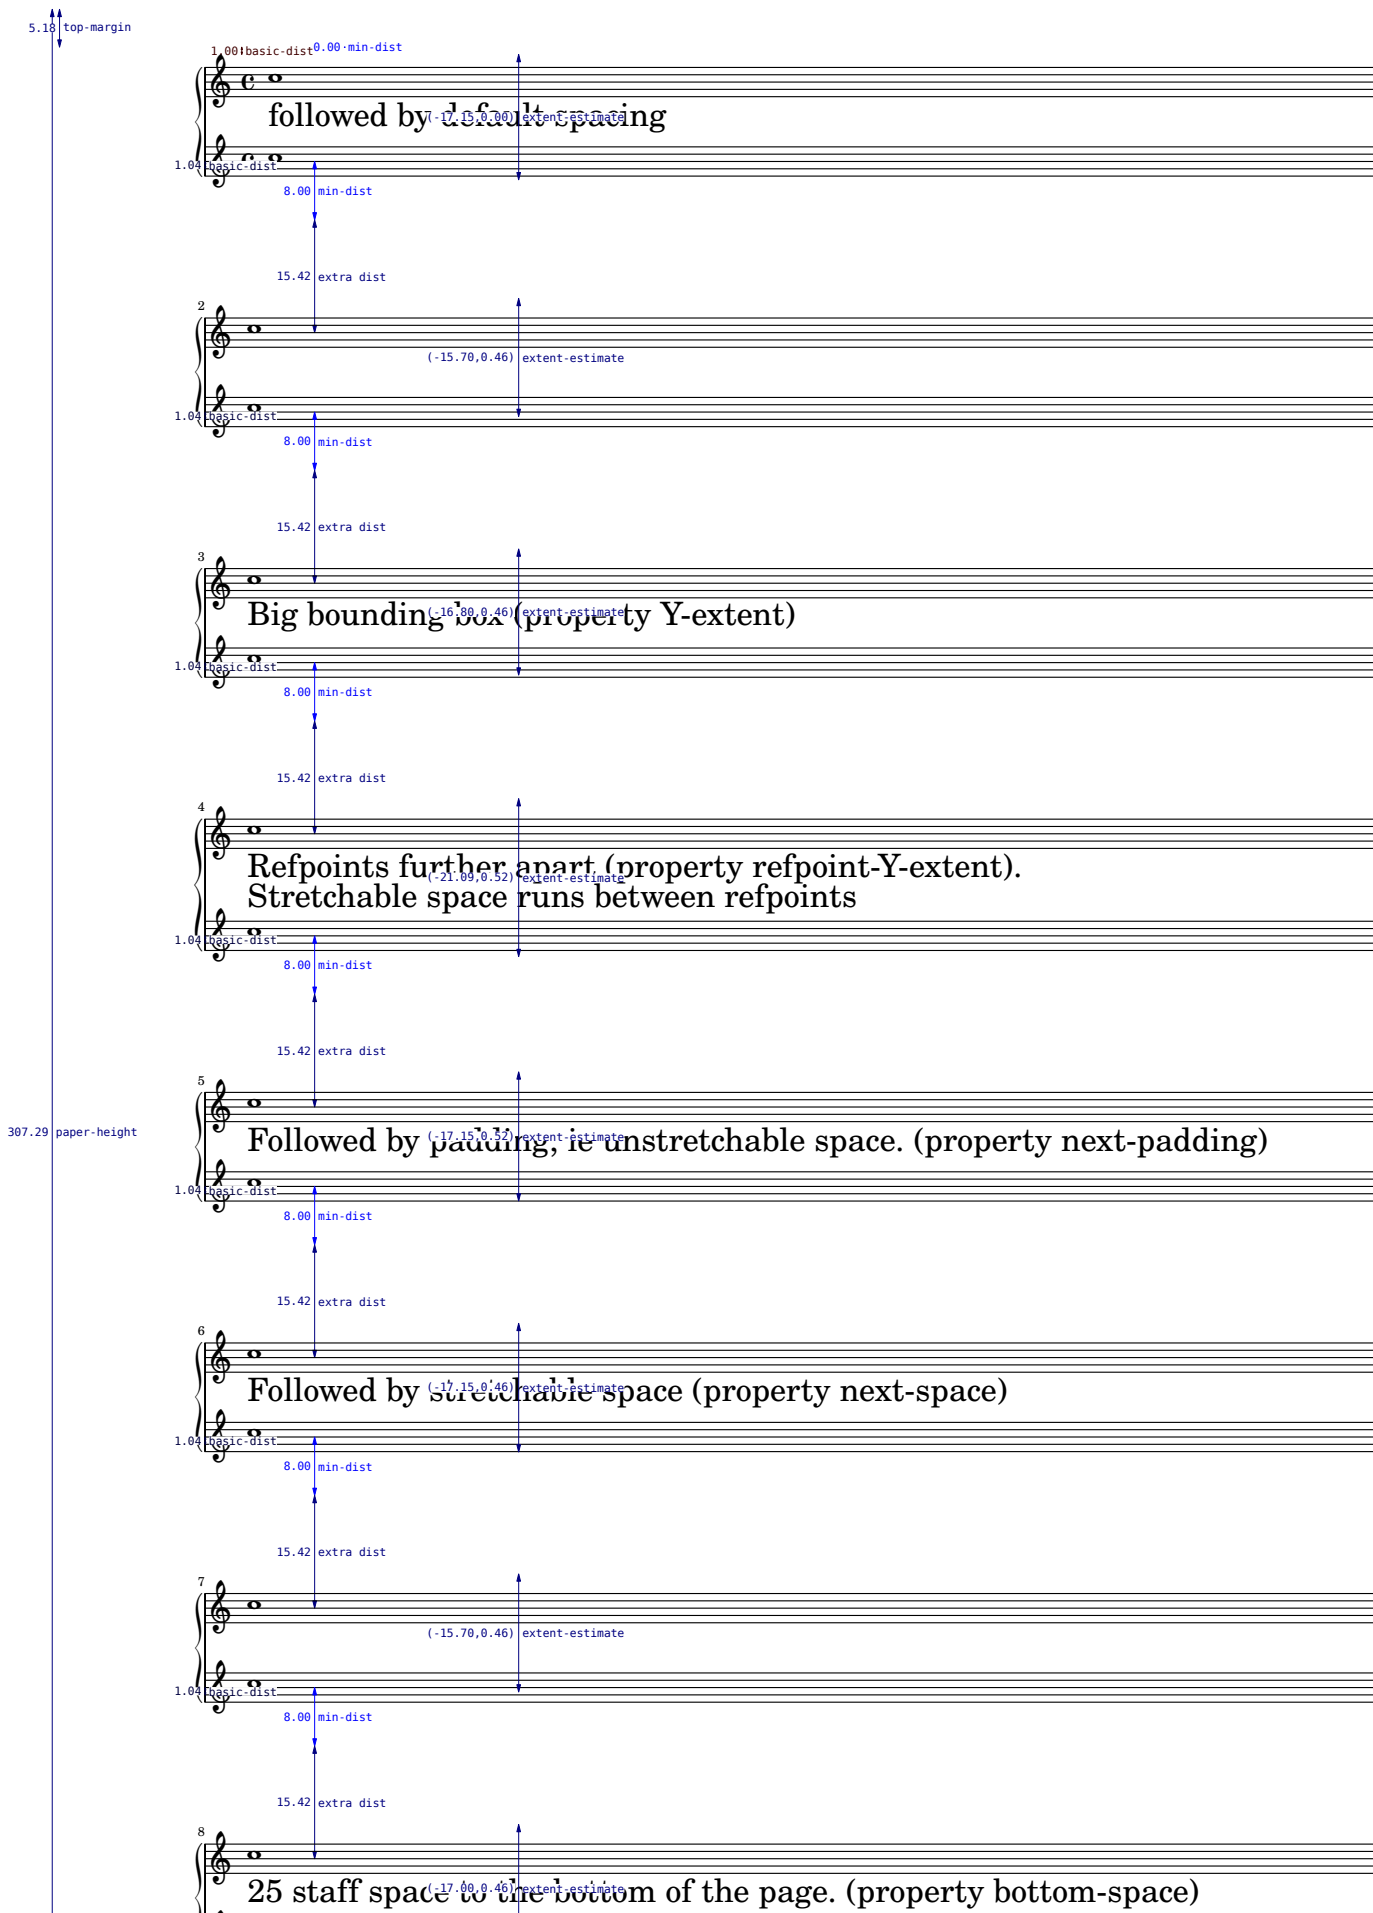 5.18 top-margin
1.00 basic-dist 0.00 min-dist
followed by default spacing
(-17.15,0.00) extent-estimate
1.04 basic-dist
8.00 min-dist
15.42 extra dist
2
(-15.70,0.46) extent-estimate
1.04 basic-dist
8.00 min-dist
15.42 extra dist
3
Big bounding box (property Y-extent)
(-16.80,0.46) extent-estimate
1.04 basic-dist
8.00 min-dist
15.42 extra dist
4
Refpoints further apart (property refpoint-Y-extent).
(-21.09,0.52) extent-estimate
Stretchable space runs between refpoints
1.04 basic-dist
8.00 min-dist
15.42 extra dist
5
307.29 paper-height
Followed by padding, ie unstretchable space. (property next-padding)
(-17.15,0.52) extent-estimate
1.04 basic-dist
8.00 min-dist
15.42 extra dist
6
Followed by stretchable space (property next-space)
(-17.15,0.46) extent-estimate
1.04 basic-dist
8.00 min-dist
15.42 extra dist
7
(-15.70,0.46) extent-estimate
1.04 basic-dist
8.00 min-dist
15.42 extra dist
8
25 staff space to the bottom of the page. (property bottom-space)
(-17.00,0.46) extent-estimate